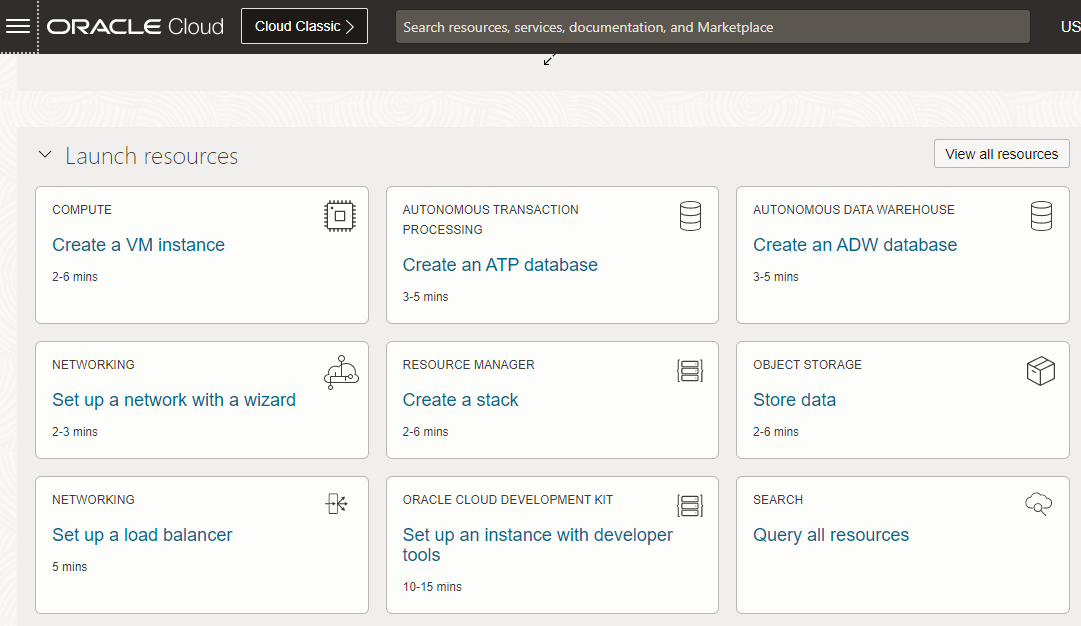 ORACLE Cloud
Cloud Classic
Search resources, services, documentation, and Marketplace
US
Launch resources
View all resources
COMPUTE
Create a VM instance
2-6 mins
AUTONOMOUS TRANSACTION
PROCESSING
Create an ATP database
3-5 mins
AUTONOMOUS DATA WAREHOUSE
Create an ADW database
3-5 mins
NETWORKING
Set up a network with a wizard
2-3 mins
RESOURCE MANAGER
Create a stack
2-6 mins
OBJECT STORAGE
Store data
2-6 mins
NETWORKING
Set up a load balancer
5 mins
ORACLE CLOUD DEVELOPMENT KIT
Set up an instance with developer
tools
10-15 mins
SEARCH
Query all resources